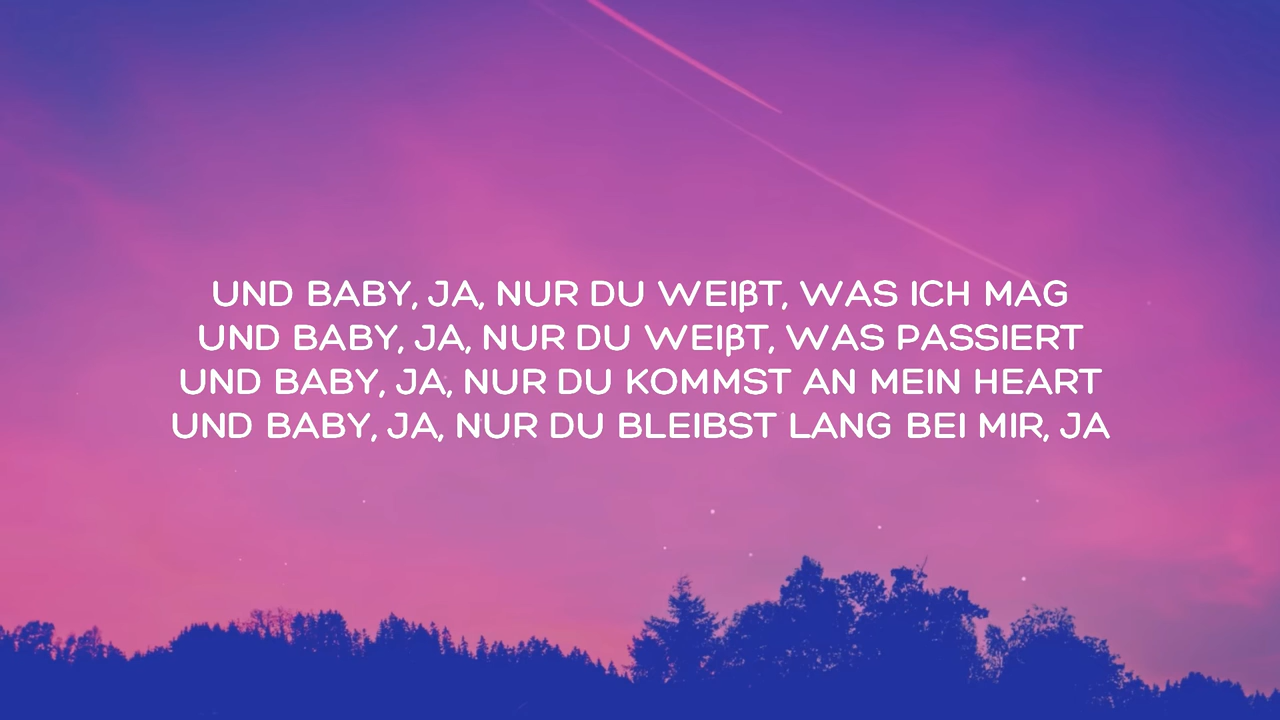 UND BABY, JA, NUR DU WEIßT, WAS ICH MAG
UND BABY, JA, NUR DU WEIßT, WAS PASSIERT
UND BABY, JA, NUR DU KOMMST AN MEIN HEART
UND BABY, JA, NUR DU BLEIBST LANG BEI MIR, JA